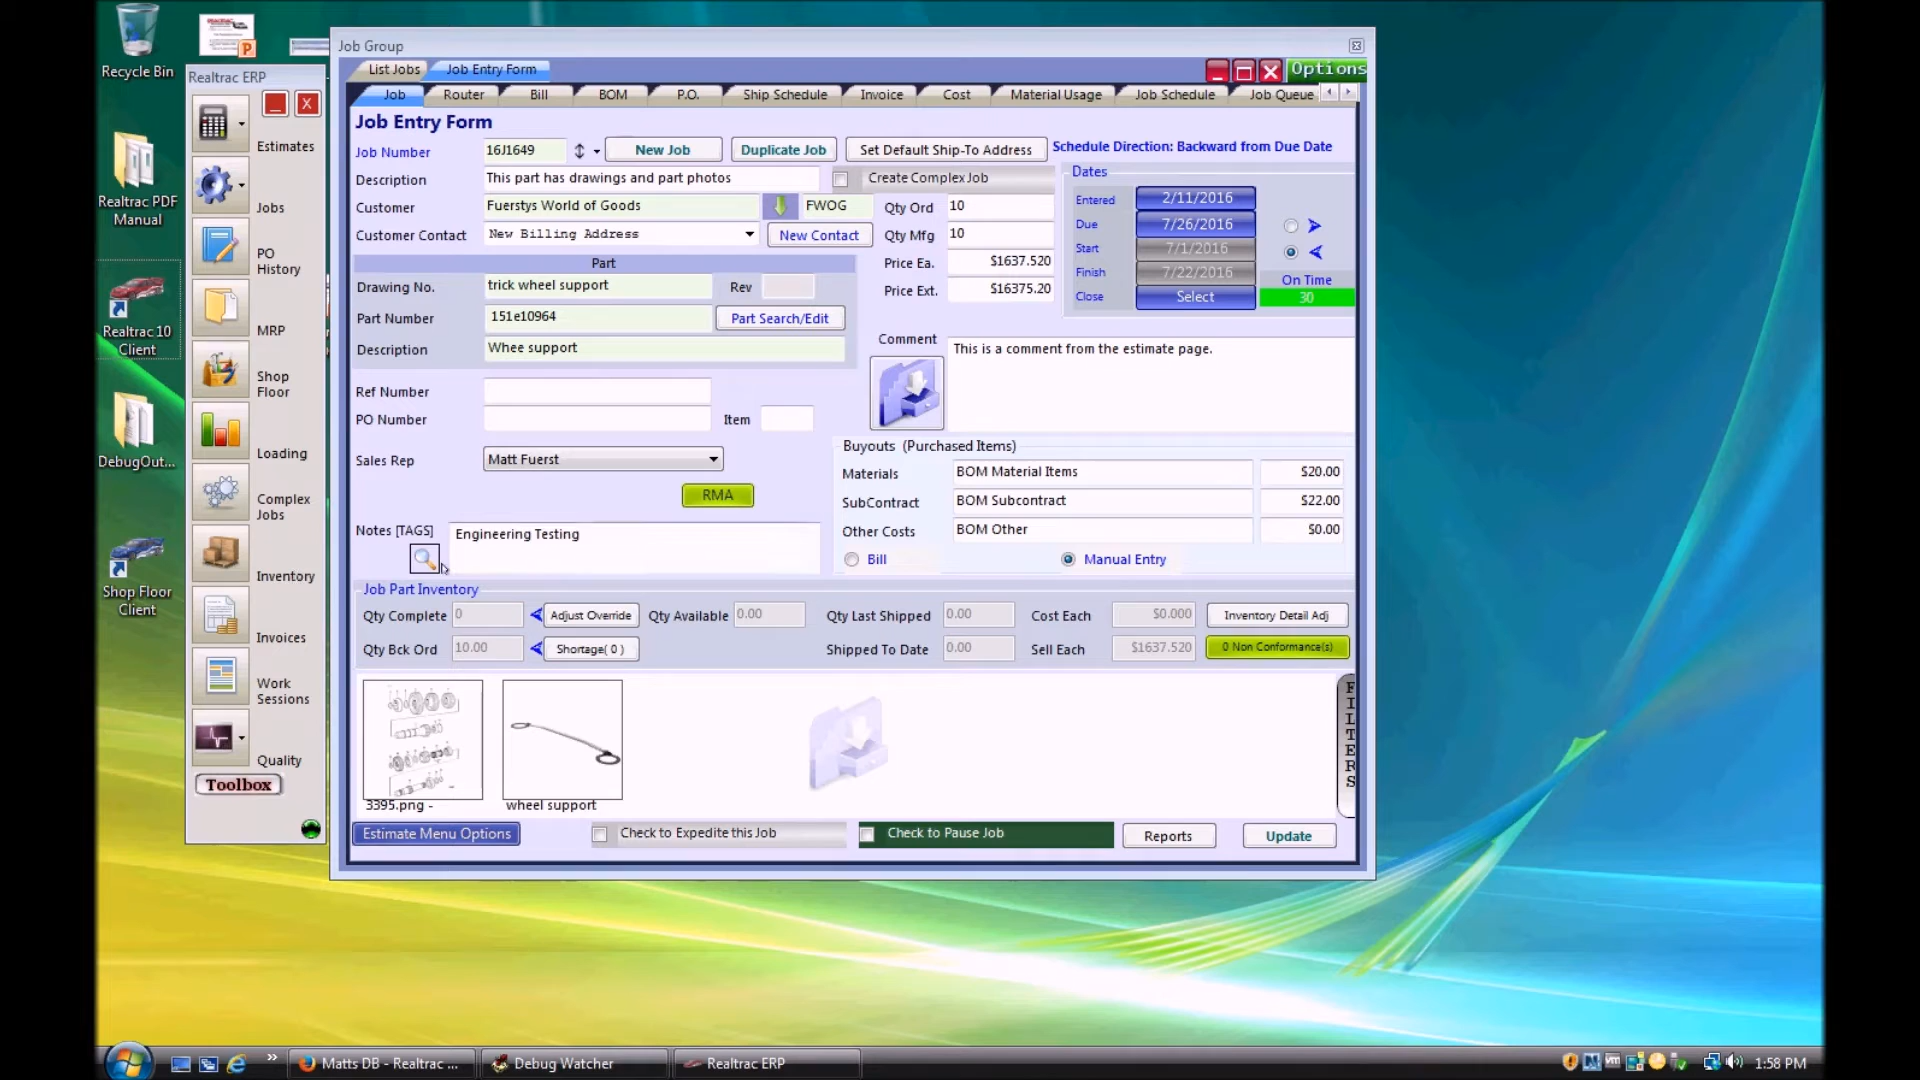 Recycle Bin
Realtrac PDF
Manual
Realtrac 10
Client
DebugOut...
Shop Floor
Client
Realtrac ERP
X
Estimates
Jobs
PO
History
MRP
Shop
Floor
Loading
Complex
Jobs
Inventory
Invoices
Work
Sessions
Quality
Toolbox
Job Group
List Jobs
Job Entry Form
Options
Job
Router
Bill
BOM
P.O.
Ship Schedule
Invoice
Cost
Material Usage
Job Schedule
Job Queue
Job Entry Form
Job Number
16J1649
New Job
Duplicate Job
Set Default Ship-To Address
Schedule Direction: Backward from Due Date
Description
This part has drawings and part photos
Create Complex Job
Customer
Fuerstys World of Goods
FWOG
Qty Ord
10
Customer Contact
New Billing Address
New Contact
Qty Mfg
10
Price Ea.
$1637.520
Price Ext.
$16375.20
Dates
Entered
2/11/2016
Due
7/26/2016
Start
7/1/2016
Finish
7/22/2016
On Time
Close
Select
30
Part
Drawing No.
trick wheel support
Rev
Part Number
151e10964
Part Search/Edit
Description
Whee support
Comment
This is a comment from the estimate page.
Ref Number
PO Number
Item
Sales Rep
Matt Fuerst
RMA
Notes [TAGS]
Engineering Testing
Buyouts (Purchased Items)
Materials
BOM Material Items
$20.00
SubContract
BOM Subcontract
$22.00
Other Costs
BOM Other
$0.00
Bill
Manual Entry
Job Part Inventory
Qty Complete
0
Adjust Override
Qty Available
0.00
Qty Last Shipped
0.00
Cost Each
$0.000
Inventory Detail Adj
Qty Bck Ord
10.00
Shortage( 0 )
Shipped To Date
0.00
Sell Each
$1637.520
0 Non Conformance(s)
3395.png -
wheel support
FILTERS
Estimate Menu Options
Check to Expedite this Job
Check to Pause Job
Reports
Update
Matts DB - Realtrac ...
Debug Watcher
Realtrac ERP
1:58 PM